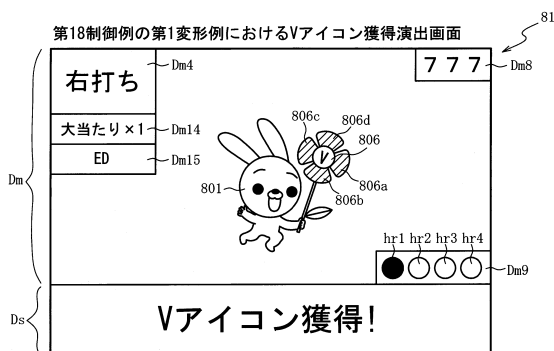 第18制御例の第1変形例におけるVアイコン獲得演出画面
81
右打ち
Dm4
7 7 7
Dm8
大当たり×1
Dm14
ED
Dm15
806c
806d
806
V
806a
806b
801
Dm
hr1 hr2 hr3 hr4
Dm9
Ds
Vアイコン獲得!